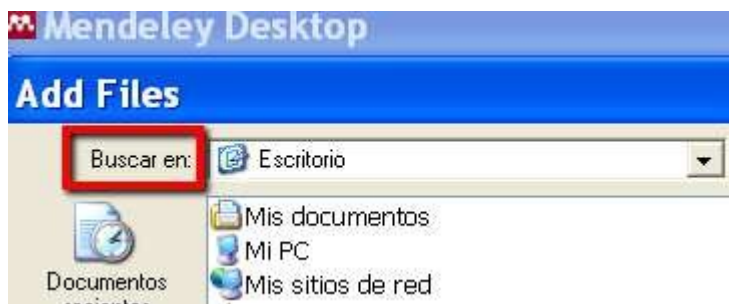 Mendeley Desktop
Add Files
Buscar en: Escritorio
Mis documentos
Mi PC
Documentos
Mis sitios de red